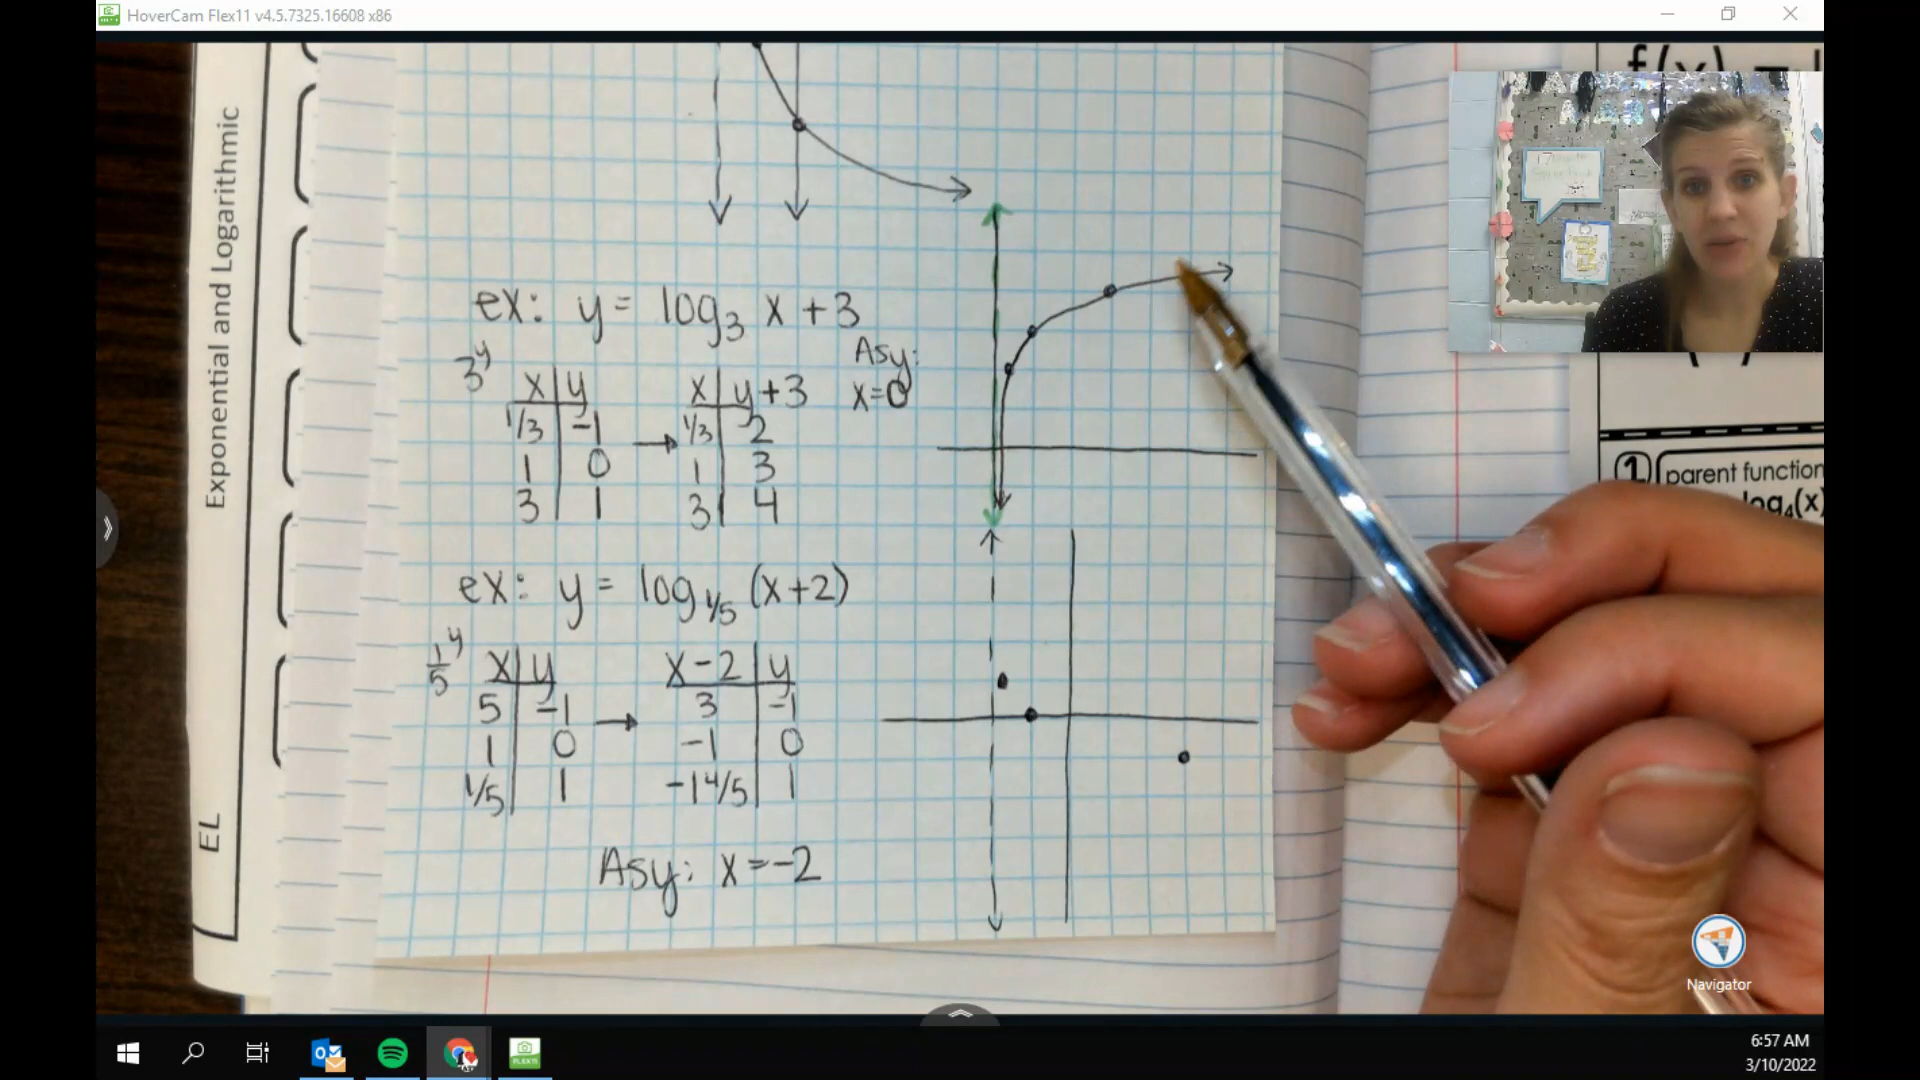 HoverCam Flex11 v4.5.7325.16608 x86
Exponential and Logarithmic
EL
ex: y = log₃ x + 3
Asy:
x=0
3^y
x | y
1/3 | -1
1 | 0
3 | 1
→
x | y+3
1/3 | 2
1 | 3
3 | 4
ex: y = log₁/₅ (x+2)
1/5^y
x | y
5 | -1
1 | 0
1/5 | 1
→
x-2 | y
3 | -1
-1 | 0
-1 4/5 | 1
Asy: x = -2
f(x) =
1 parent function
log₄(x)
Navigator
FLEX11
6:57 AM
3/10/2022